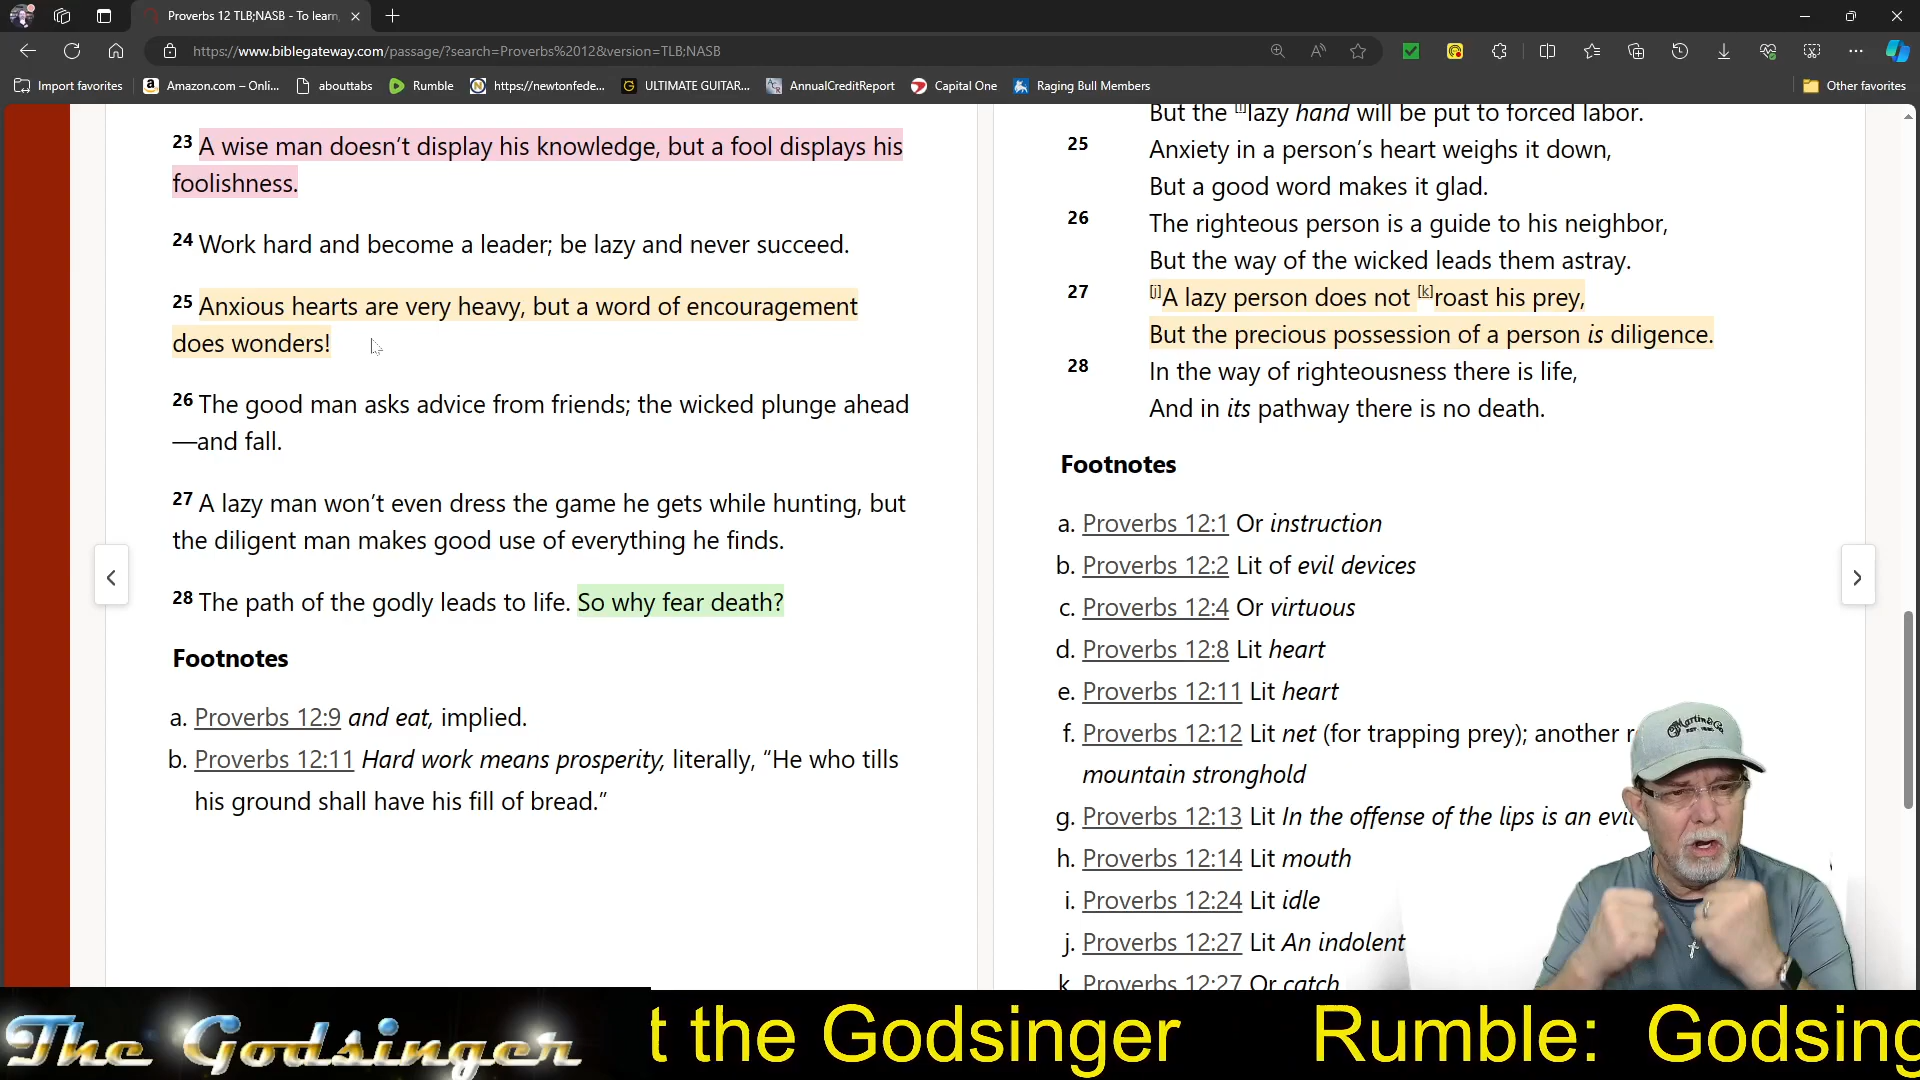 Proverbs 12 TLB;NASB - To learn,
https://www.biblegateway.com/passage/?search=Proverbs%2012&version=TLB;NASB
Import favorites
Amazon.com – Onli...
abouttabs
Rumble
https://newtonfede...
ULTIMATE GUITAR...
AnnualCreditReport
Capital One
Raging Bull Members
Other favorites
23 A wise man doesn’t display his knowledge, but a fool displays his
foolishness.
24 Work hard and become a leader; be lazy and never succeed.
25 Anxious hearts are very heavy, but a word of encouragement
does wonders!
26 The good man asks advice from friends; the wicked plunge ahead
—and fall.
27 A lazy man won’t even dress the game he gets while hunting, but
the diligent man makes good use of everything he finds.
28 The path of the godly leads to life. So why fear death?
Footnotes
a. Proverbs 12:9 and eat, implied.
b. Proverbs 12:11 Hard work means prosperity, literally, “He who tills
his ground shall have his fill of bread.”
But the [i]lazy hand will be put to forced labor.
25 Anxiety in a person’s heart weighs it down,
But a good word makes it glad.
26 The righteous person is a guide to his neighbor,
But the way of the wicked leads them astray.
27 [j]A lazy person does not [k]roast his prey,
But the precious possession of a person is diligence.
28 In the way of righteousness there is life,
And in its pathway there is no death.
Footnotes
a. Proverbs 12:1 Or instruction
b. Proverbs 12:2 Lit of evil devices
c. Proverbs 12:4 Or virtuous
d. Proverbs 12:8 Lit heart
e. Proverbs 12:11 Lit heart
f. Proverbs 12:12 Lit net (for trapping prey); another r
mountain stronghold
g. Proverbs 12:13 Lit In the offense of the lips is an evil
h. Proverbs 12:14 Lit mouth
i. Proverbs 12:24 Lit idle
j. Proverbs 12:27 Lit An indolent
k. Proverbs 12:27 Or catch
Martin & Co.
EST. 1833
The Godsinger
t the Godsinger Rumble: Godsing